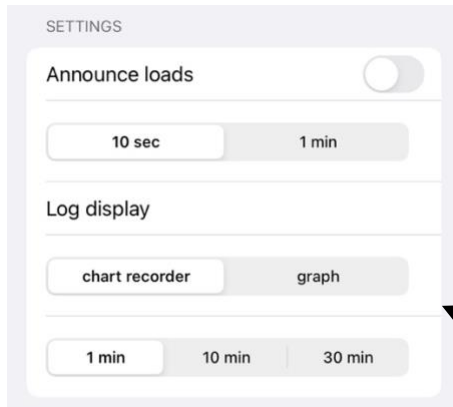 SETTINGS
Announce loads
10 sec 1 min
Log display
chart recorder graph
1 min 10 min 30 min